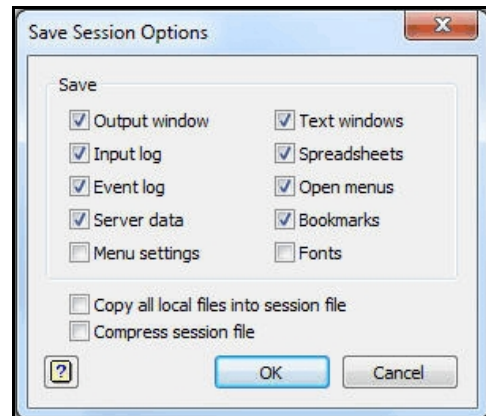 Save Session Options
Save
Output window
Text windows
Input log
Spreadsheets
Event log
Open menus
Server data
Bookmarks
Menu settings
Fonts
Copy all local files into session file
Compress session file
?
OK
Cancel